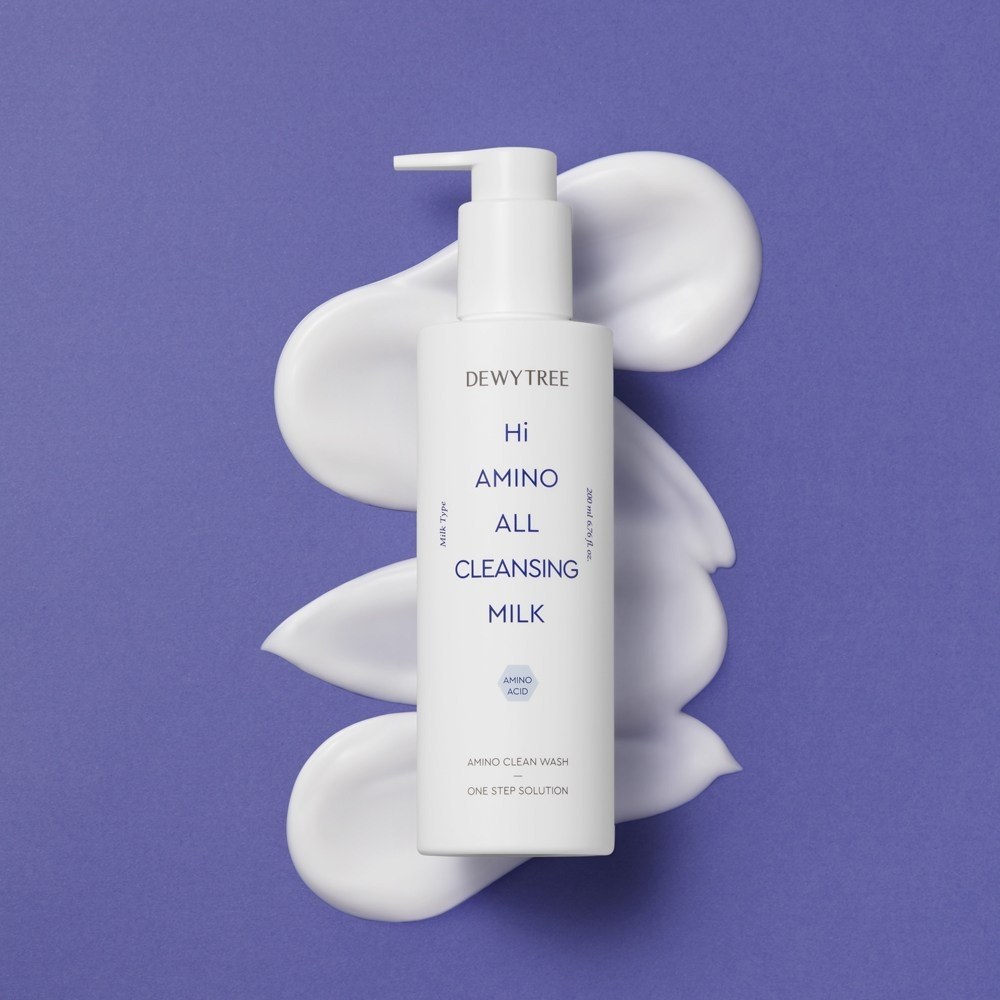 DEWYTREE
Hi
AMINO
ALL
CLEANSING
MILK
Milk Type
200 ml 6.76 fl. oz.
AMINO
ACID
AMINO CLEAN WASH
—
ONE STEP SOLUTION